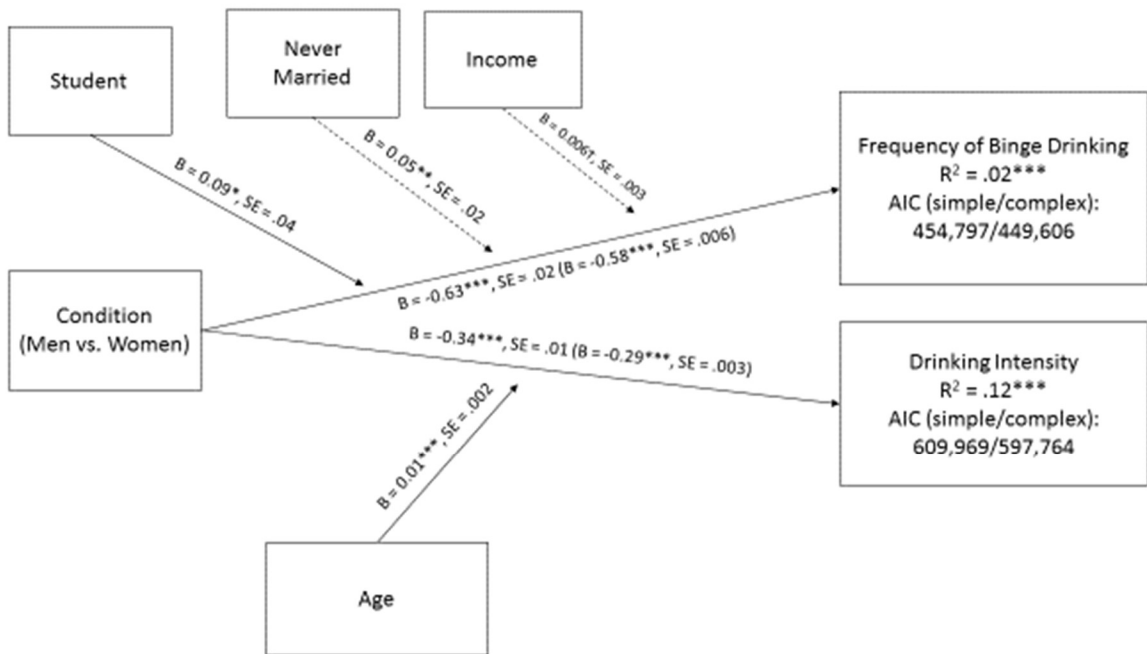 Student
Never
Married
Income
B = 0.09*, SE = .04
B = 0.05**, SE = .02
B = 0.006†, SE = .003
Frequency of Binge Drinking
R² = .02***
AIC (simple/complex):
454,797/449,606
Condition
(Men vs. Women)
B = -0.63***, SE = .02 (B = -0.58***, SE = .006)
B = -0.34***, SE = .01 (B = -0.29***, SE = .003)
Drinking Intensity
R² = .12***
AIC (simple/complex):
609,969/597,764
B = 0.01***, SE = .002
Age